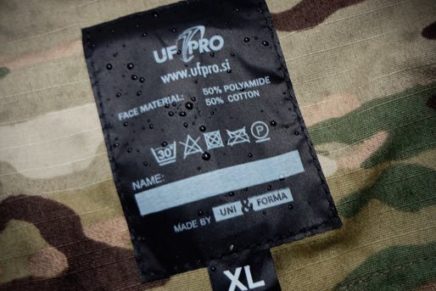 UF PRO
www.ufpro.si
FACE MATERIAL: 50% POLYAMIDE
50% COTTON
30°
P
NAME:
MADE BY UNI & FORMA
XL